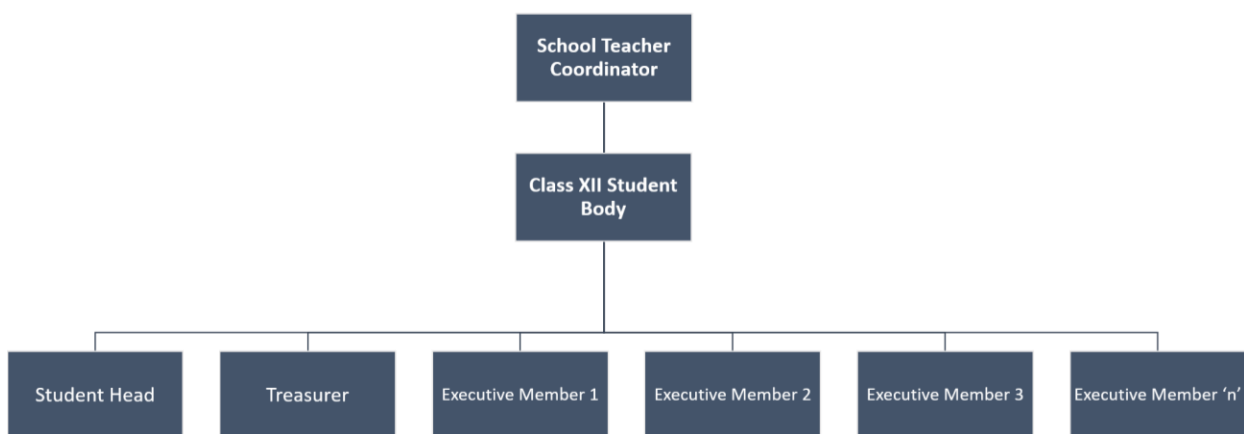 School Teacher
Coordinator
Class XII Student
Body
Student Head
Treasurer
Executive Member 1
Executive Member 2
Executive Member 3
Executive Member ‘n’